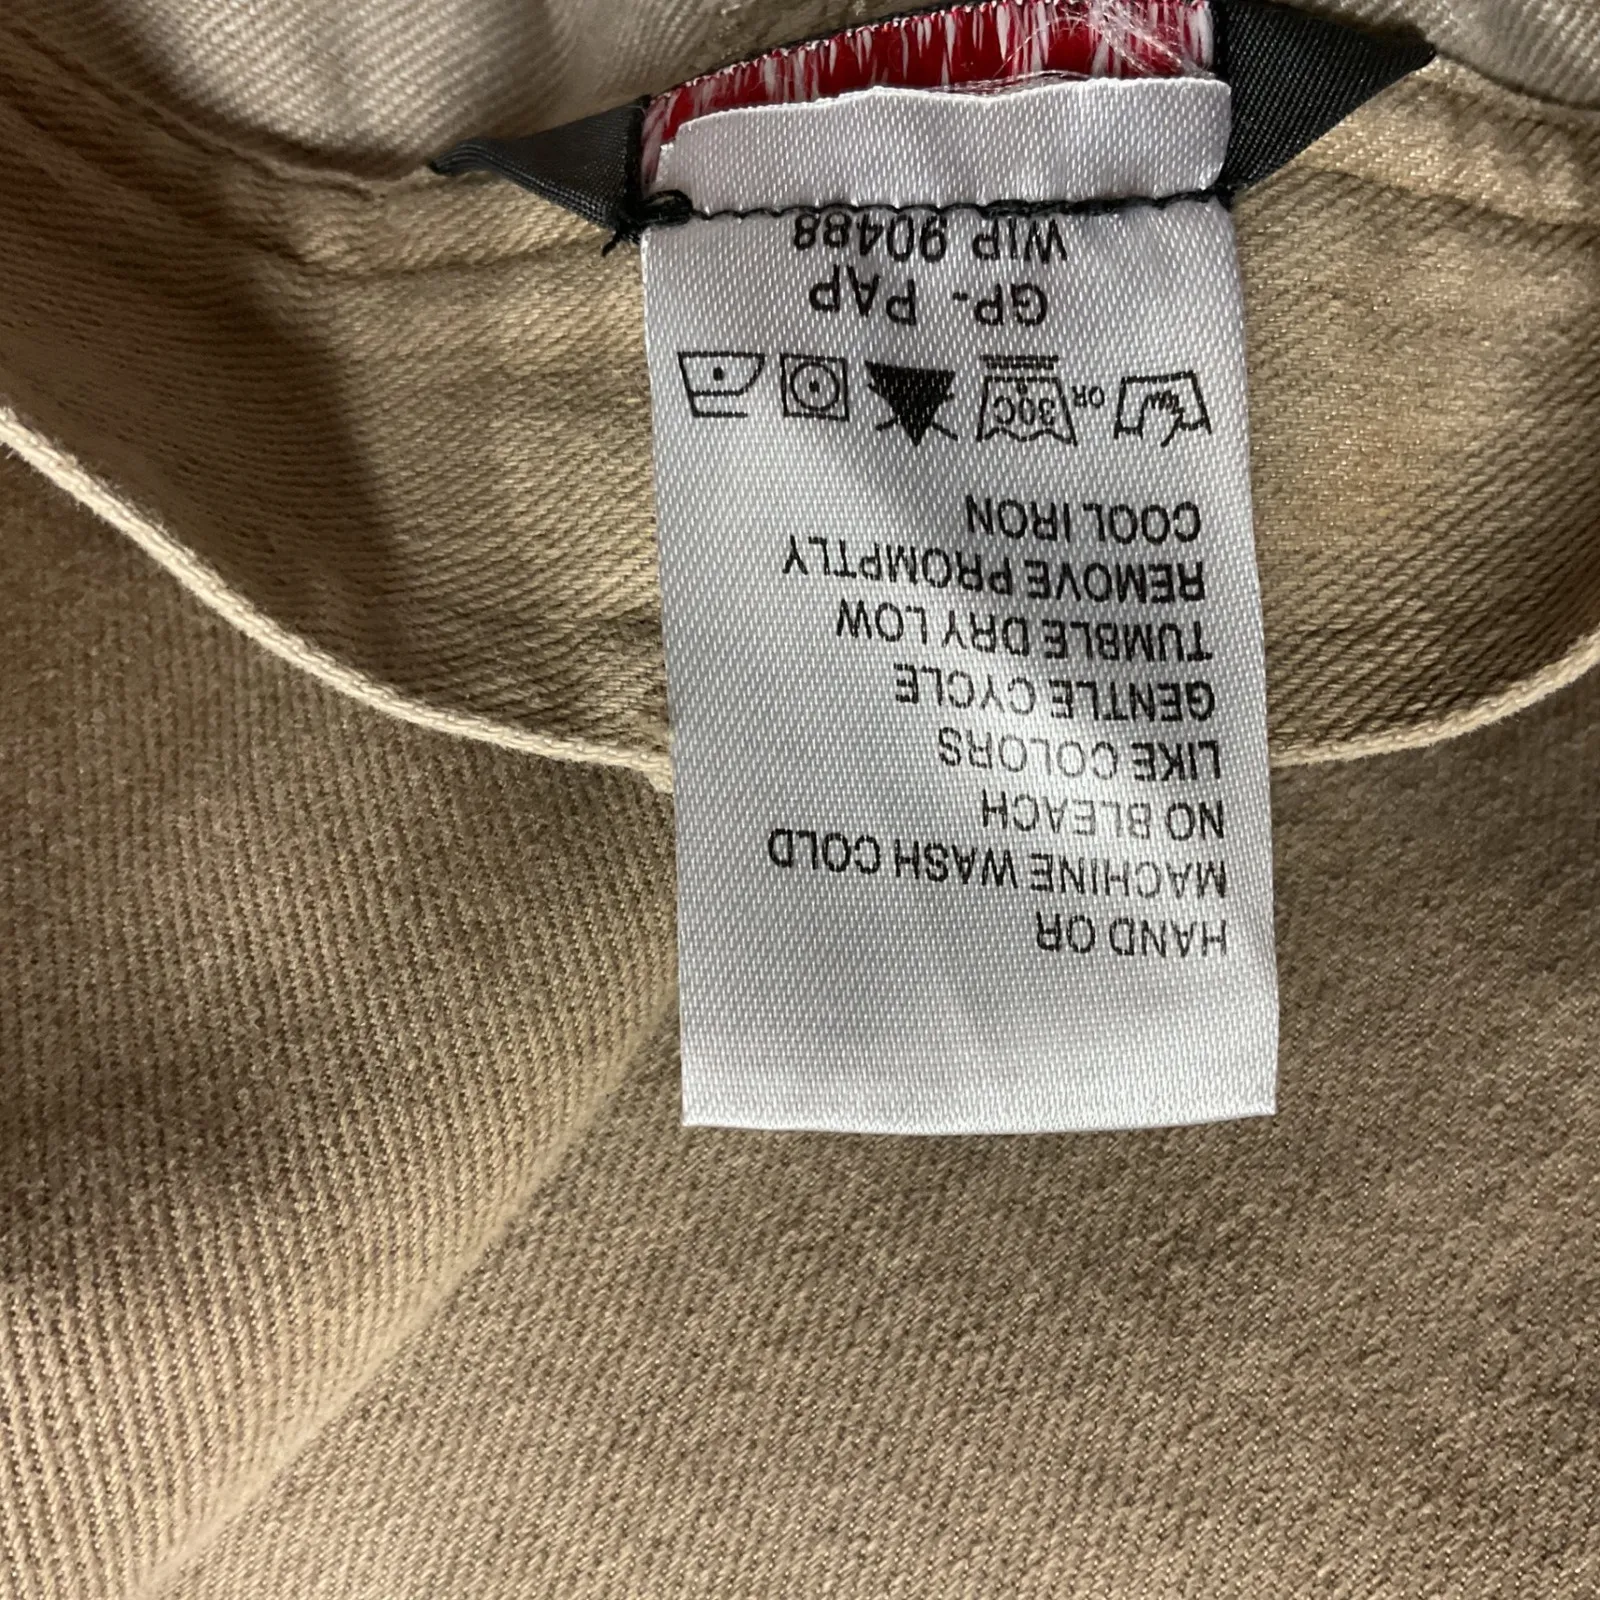 HAND OR
MACHINE WASH COLD
NO BLEACH
LIKE COLORS
GENTLE CYCLE
TUMBLE DRY LOW
REMOVE PROMPTLY
COOL IRON
OR 30C
GP- PAP
WIP 90488